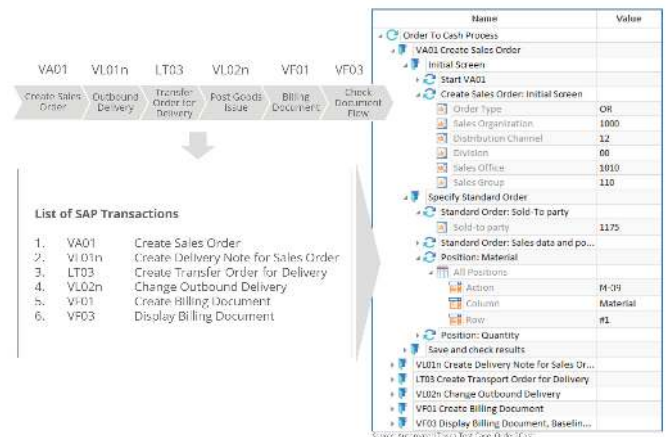 VA01 VL01n LT03 VL02n VF01 VF03
Create Sales Order
Outbound Delivery
Transfer Order for Delivery
Post Goods Issue
Billing Document
Check Document Flow
List of SAP Transactions
1. VA01 Create Sales Order
2. VL01n Create Delivery Note for Sales Order
3. LT03 Create Transfer Order for Delivery
4. VL02n Change Outbound Delivery
5. VF01 Create Billing Document
6. VF03 Display Billing Document
Name Value
Order To Cash Process
VA01 Create Sales Order
Initial Screen
Start VA01
Create Sales Order: Initial Screen
Order Type OR
Sales Organization 1000
Distribution Channel 12
Division 00
Sales Office 1010
Sales Group 110
Specify Standard Order
Standard Order: Sold-To party
Sold-to party 1175
Standard Order: Sales data and po...
Position: Material
All Positions
Action M-09
Column Material
Row #1
Position: Quantity
Save and check results
VL01n Create Delivery Note for Sales Or...
LT03 Create Transport Order for Delivery
VL02n Change Outbound Delivery
VF01 Create Billing Document
VF03 Display Billing Document, Baselin...